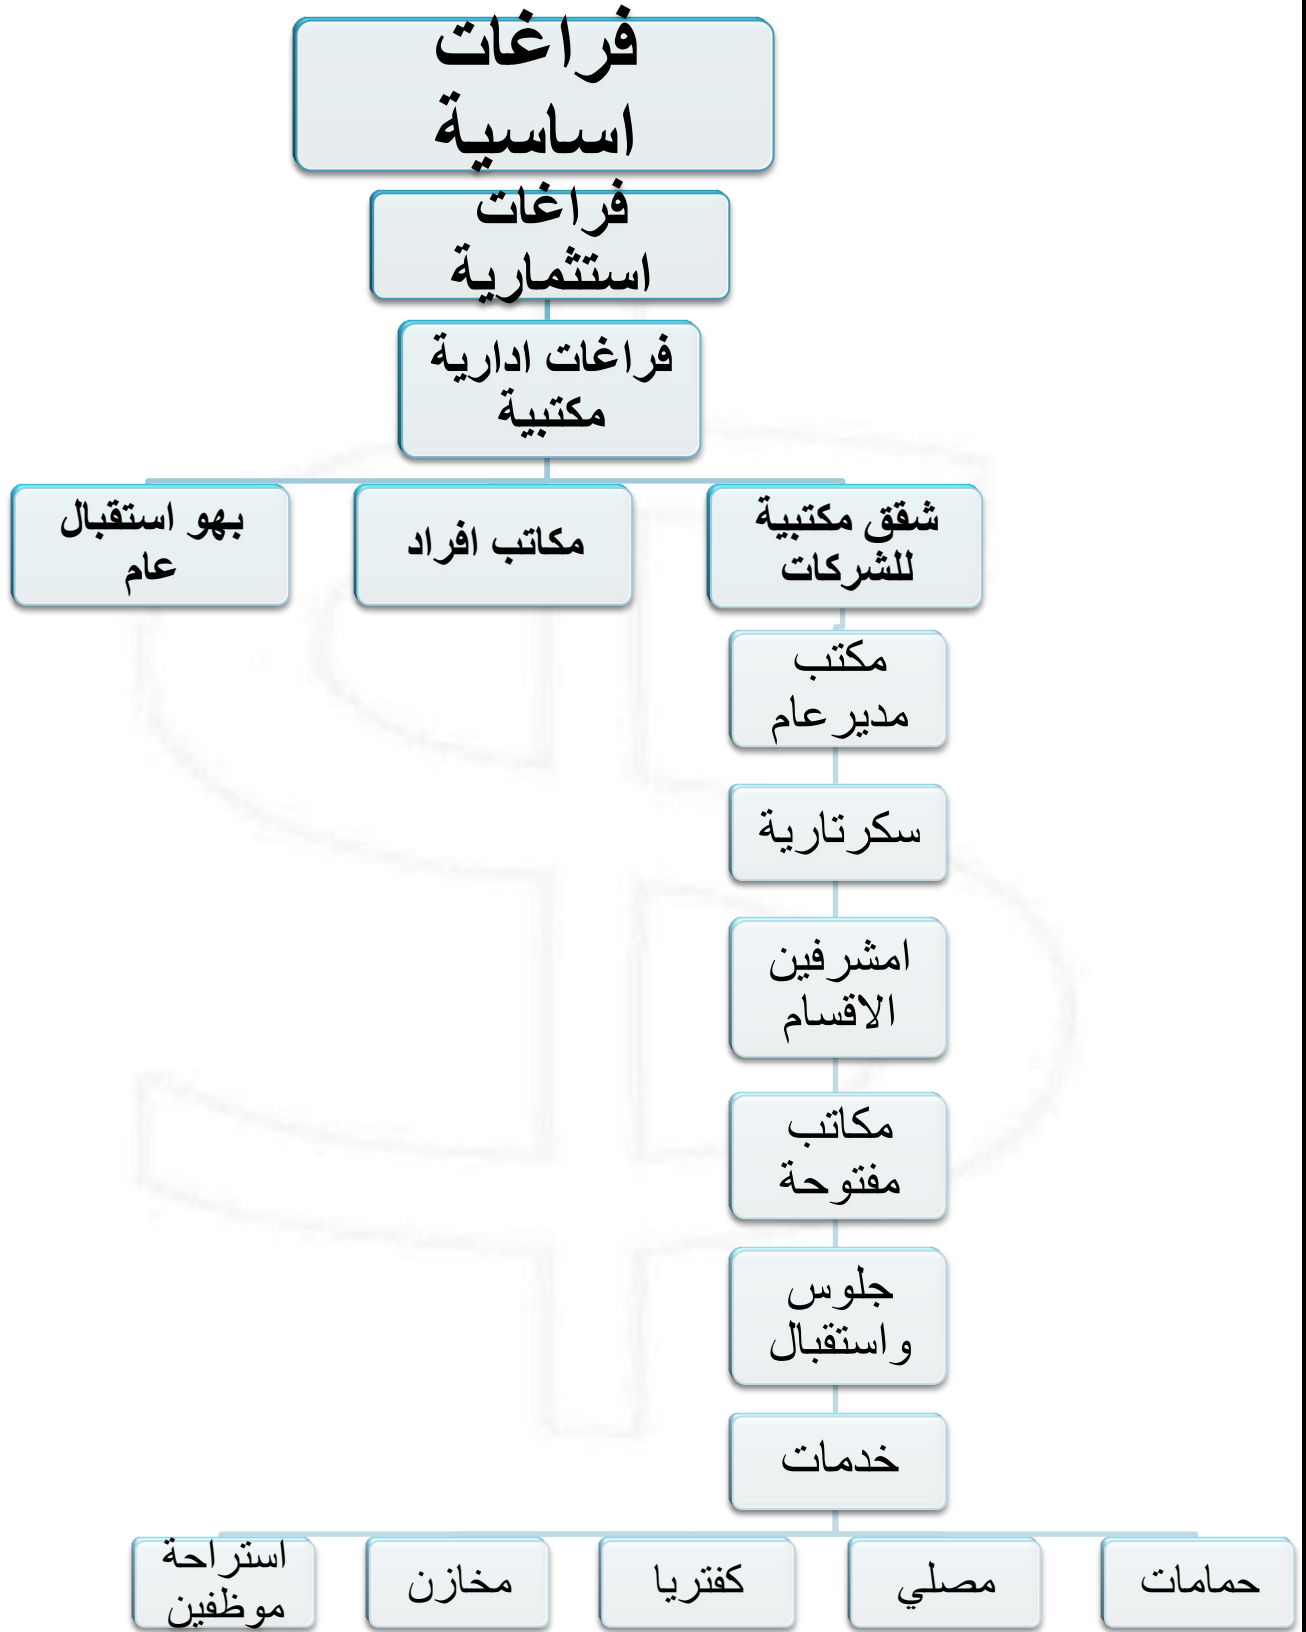 فراغات
اساسية
فراغات
استثمارية
فراغات ادارية
مكتبية
شقق مكتبية
للشركات
مكاتب افراد
بهو استقبال
عام
مكتب
مدير عام
سكرتارية
امشرفين
الاقسام
مكاتب
مفتوحة
جلوس
واستقبال
خدمات
حمامات
مصلي
كفتريا
مخازن
استراحة
موظفين